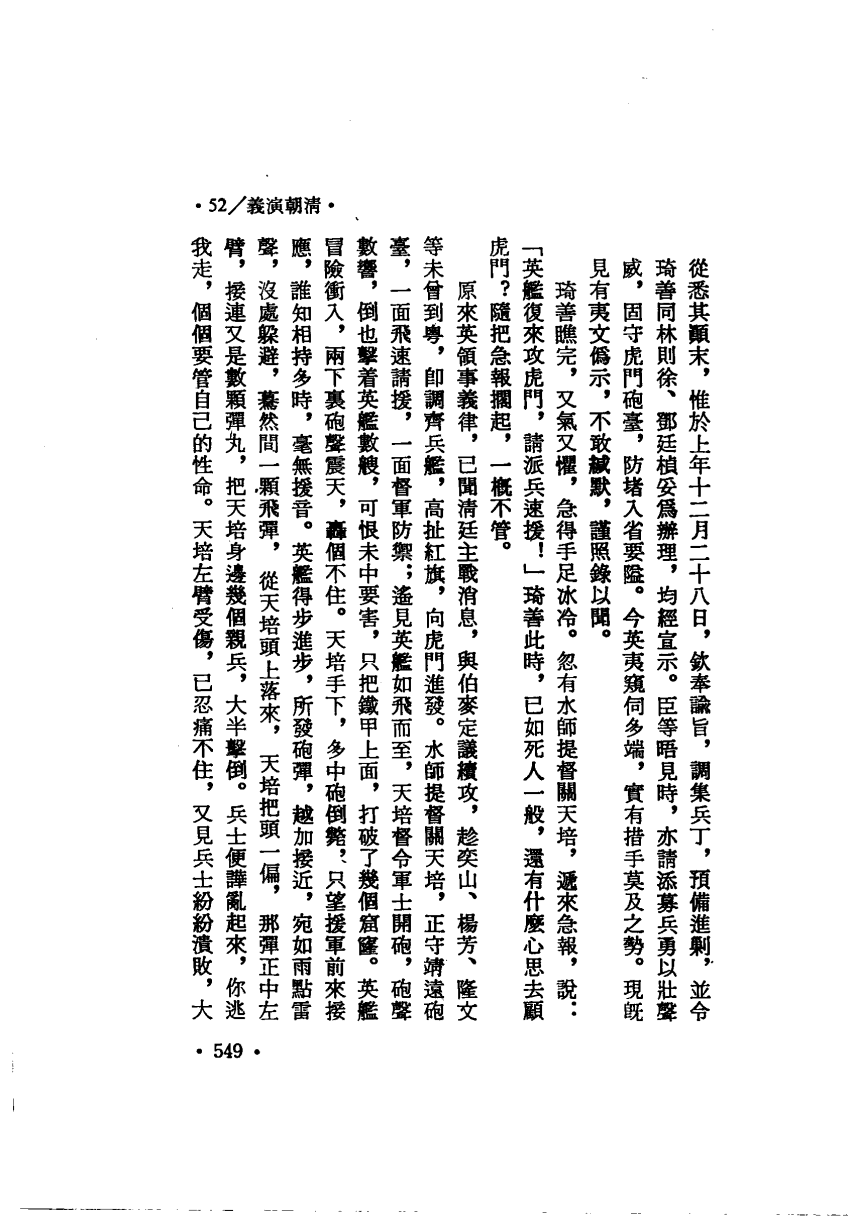 ·52／義演朝清·
從悉其顚末，惟於上年十二月二十八日，欽奉諭旨，調集兵丁，預備進剿，並令
琦善同林則徐、鄧廷楨妥爲辦理，均經宣示。臣等晤見時，亦請添募兵勇以壯聲
威，固守虎門砲臺，防堵入省要隘。今英夷窺伺多端，實有措手莫及之勢。現旣
見有夷文僞示，不敢緘默，謹照錄以聞。
琦善瞧完，又氣又懼，急得手足冰冷。忽有水師提督關天培，遞來急報，說：
「英艦復來攻虎門，請派兵速援！」琦善此時，已如死人一般，還有什麼心思去顧
虎門？隨把急報擱起，一槪不管。
原來英領事義律，已聞清廷主戰消息，與伯麥定議續攻，趁奕山、楊芳、隆文
等未曾到粵，卽調齊兵艦，高扯紅旗，向虎門進發。水師提督關天培，正守靖遠砲
臺，一面飛速請援，一面督軍防禦；遙見英艦如飛而至，天培督令軍士開砲，砲聲
數響，倒也擊着英艦數艘，可恨未中要害，只把鐵甲上面，打破了幾個窟窿。英艦
冒險衝入，兩下裏砲聲震天，轟個不住。天培手下，多中砲倒斃，只望援軍前來接
應，誰知相持多時，毫無援音。英艦得步進步，所發砲彈，越加接近，宛如雨點雷
聲，沒處躱避，驀然間一顆飛彈，從天培頭上落來，天培把頭一偏，那彈正中左
臂，接連又是數顆彈丸，把天培身邊幾個親兵，大半擊倒。兵士便譁亂起來，你逃
我走，個個要管自己的性命。天培左臂受傷，已忍痛不住，又見兵士紛紛潰敗，大
·549·